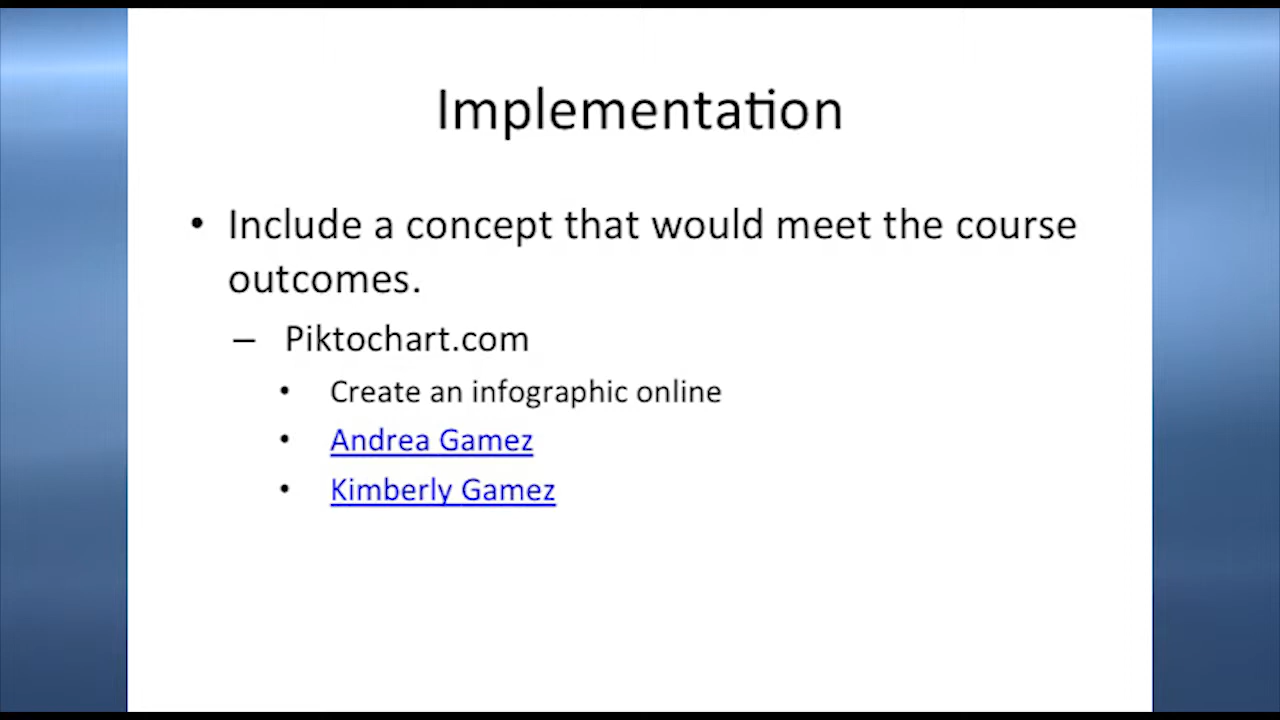 Implementation
• Include a concept that would meet the course
outcomes.
– Piktochart.com
• Create an infographic online
• Andrea Gamez
• Kimberly Gamez